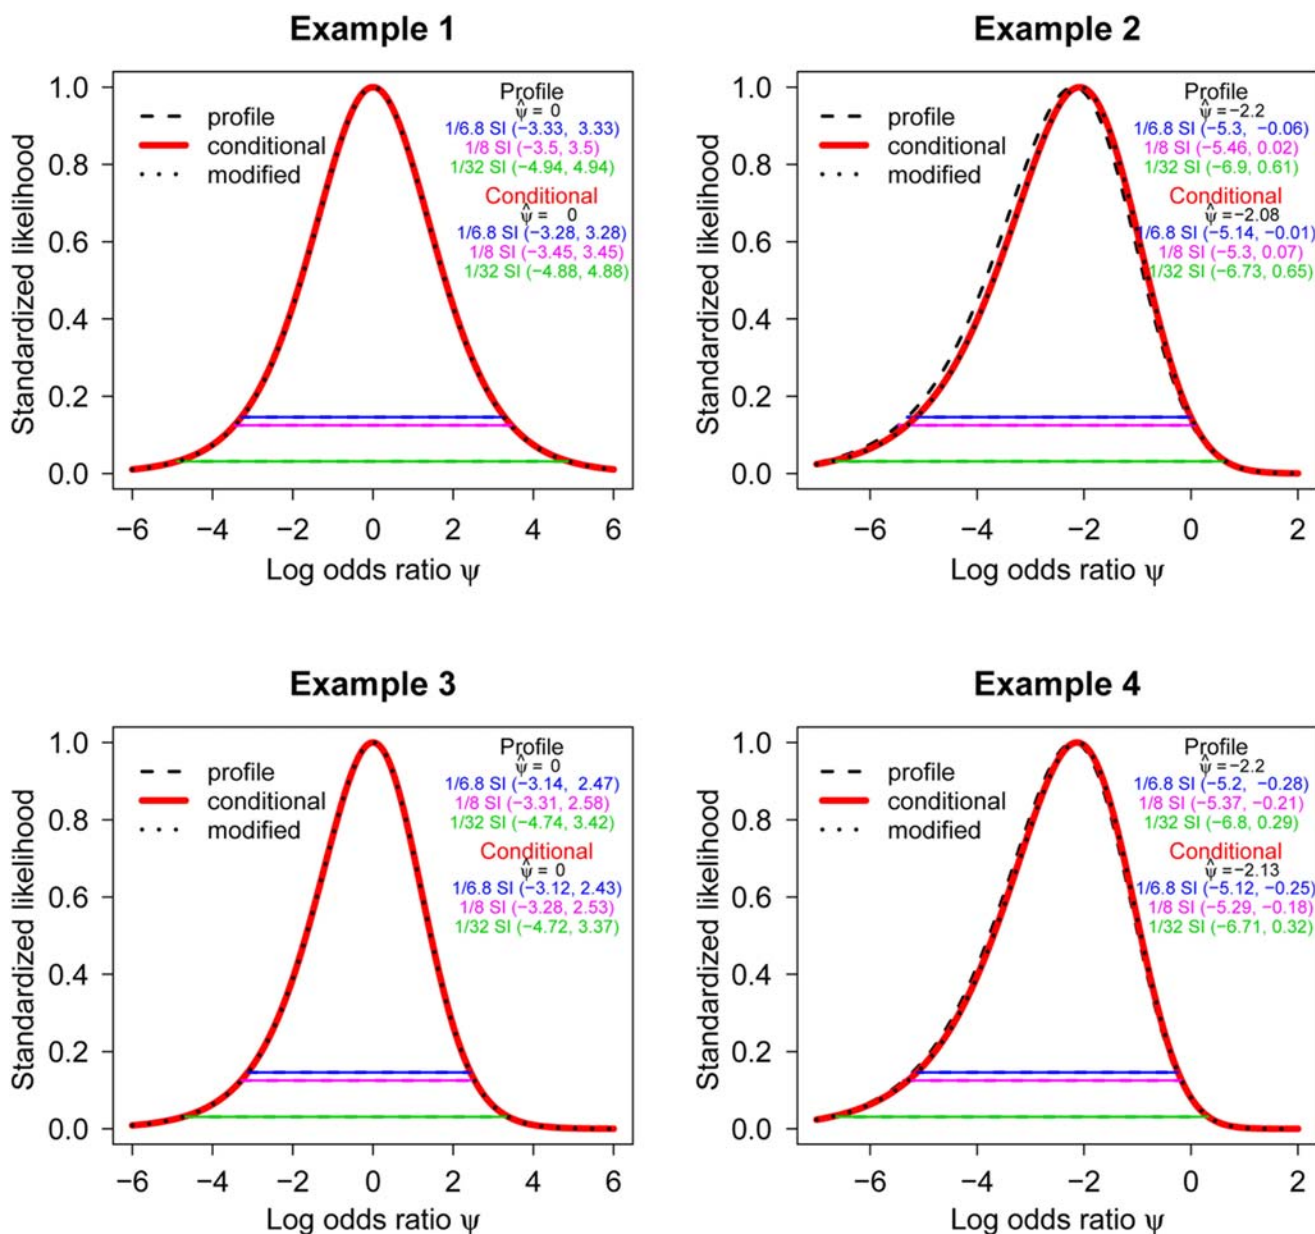 Example 1
Standardized likelihood
1.0
0.8
0.6
0.4
0.2
0.0
profile
conditional
modified
Profile
ψ̂ = 0
1/6.8 SI (−3.33, 3.33)
1/8 SI (−3.5, 3.5)
1/32 SI (−4.94, 4.94)
Conditional
ψ̂ = 0
1/6.8 SI (−3.28, 3.28)
1/8 SI (−3.45, 3.45)
1/32 SI (−4.88, 4.88)
−6 −4 −2 0 2 4 6
Log odds ratio ψ
Example 2
Standardized likelihood
1.0
0.8
0.6
0.4
0.2
0.0
profile
conditional
modified
Profile
ψ̂ =−2.2
1/6.8 SI (−5.3, −0.06)
1/8 SI (−5.46, 0.02)
1/32 SI (−6.9, 0.61)
Conditional
ψ̂ =−2.08
1/6.8 SI (−5.14, −0.01)
1/8 SI (−5.3, 0.07)
1/32 SI (−6.73, 0.65)
−6 −4 −2 0 2
Log odds ratio ψ
Example 3
Standardized likelihood
1.0
0.8
0.6
0.4
0.2
0.0
profile
conditional
modified
Profile
ψ̂ = 0
1/6.8 SI (−3.14, 2.47)
1/8 SI (−3.31, 2.58)
1/32 SI (−4.74, 3.42)
Conditional
ψ̂ = 0
1/6.8 SI (−3.12, 2.43)
1/8 SI (−3.28, 2.53)
1/32 SI (−4.72, 3.37)
−6 −4 −2 0 2 4 6
Log odds ratio ψ
Example 4
Standardized likelihood
1.0
0.8
0.6
0.4
0.2
0.0
profile
conditional
modified
Profile
ψ̂ =−2.2
1/6.8 SI (−5.2, −0.28)
1/8 SI (−5.37, −0.21)
1/32 SI (−6.8, 0.29)
Conditional
ψ̂ =−2.13
1/6.8 SI (−5.12, −0.25)
1/8 SI (−5.29, −0.18)
1/32 SI (−6.71, 0.32)
−6 −4 −2 0 2
Log odds ratio ψ